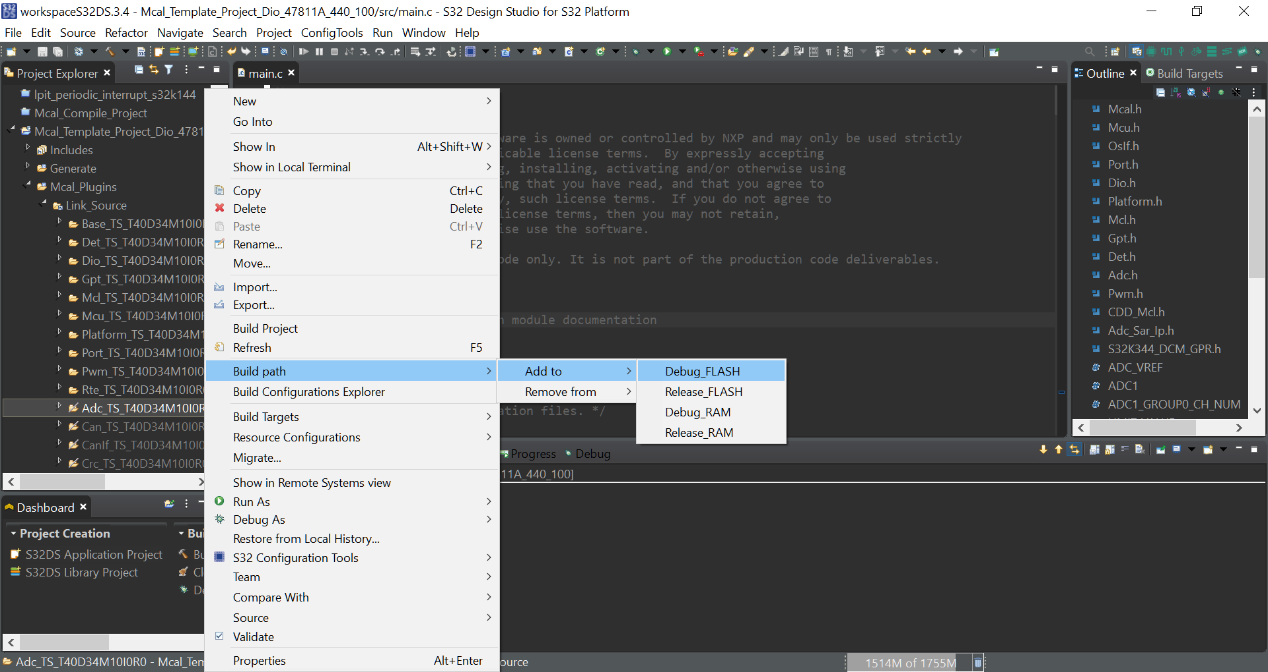 workspaceS32DS.3.4 - Mcal_Template_Project_Dio_47811A_440_100/src/main.c - S32 Design Studio for S32 Platform
File Edit Source Refactor Navigate Search Project ConfigTools Run Window Help
Project Explorer
lpit_periodic_interrupt_s32k144
Mcal_Compile_Project
Mcal_Template_Project_Dio_4781
Includes
Generate
Mcal_Plugins
Link_Source
Base_TS_T40D34M10I0
Det_TS_T40D34M10I0R
Dio_TS_T40D34M10I0R
Gpt_TS_T40D34M10I0R
Mcl_TS_T40D34M10I0R
Mcu_TS_T40D34M10I0
Platform_TS_T40D34M1
Port_TS_T40D34M10I0R
Pwm_TS_T40D34M10I0
Rte_TS_T40D34M10I0R
Adc_TS_T40D34M10I0R
Can_TS_T40D34M10I0R
CanIf_TS_T40D34M10I0
Crc_TS_T40D34M10I0R
Dashboard
Project Creation
Bui
S32DS Application Project
Bu
S32DS Library Project
Cl
De
main.c
ware is owned or controlled by NXP and may only be used strictly
icable license terms. By expressly accepting
, installing, activating and/or otherwise using
ing that you have read, and that you agree to
, such license terms. If you do not agree to
license terms, then you may not retain,
ise use the software.
ode only. It is not part of the production code deliverables.
module documentation
tion files. */
New
Go Into
Show In Alt+Shift+W
Show in Local Terminal
Copy Ctrl+C
Delete Delete
Paste Ctrl+V
Rename... F2
Move...
Import...
Export...
Build Project
Refresh F5
Build path
Build Configurations Explorer
Build Targets
Resource Configurations
Migrate...
Show in Remote Systems view
Run As
Debug As
Restore from Local History...
S32 Configuration Tools
Team
Compare With
Source
Validate
Properties Alt+Enter
Add to
Remove from
Debug_FLASH
Release_FLASH
Debug_RAM
Release_RAM
Progress
Debug
11A_440_100]
Outline
Build Targets
Mcal.h
Mcu.h
OsIf.h
Port.h
Dio.h
Platform.h
Mcl.h
Gpt.h
Det.h
Adc.h
Pwm.h
CDD_Mcl.h
Adc_Sar_Ip.h
S32K344_DCM_GPR.h
ADC_VREF
ADC1
ADC1_GROUP0_CH_NUM
Adc_TS_T40D34M10I0R0 - Mcal_Tem
ource
1514M of 1755M